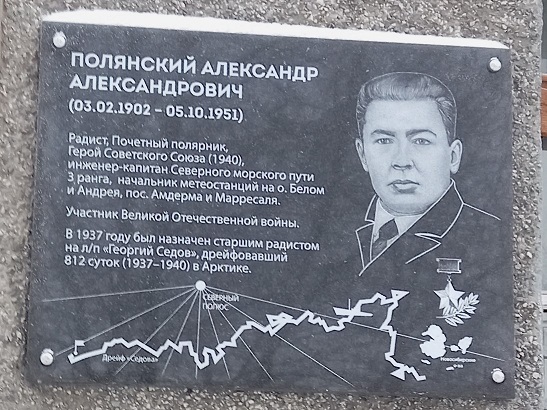 ПОЛЯНСКИЙ АЛЕКСАНДР
АЛЕКСАНДРОВИЧ
(03.02.1902 – 05.10.1951)
Радист, Почетный полярник,
Герой Советского Союза (1940),
инженер-капитан Северного морского пути
3 ранга, начальник метеостанций на о. Белом
и Андрея, пос. Амдерма и Марресаля.
Участник Великой Отечественной войны.
В 1937 году был назначен старшим радистом
на л/п «Георгий Седов», дрейфовавший
812 суток (1937–1940) в Арктике.
СЕВЕРНЫЙ
ПОЛЮС
Дрейф «Седова»
Новосибирские
о-ва